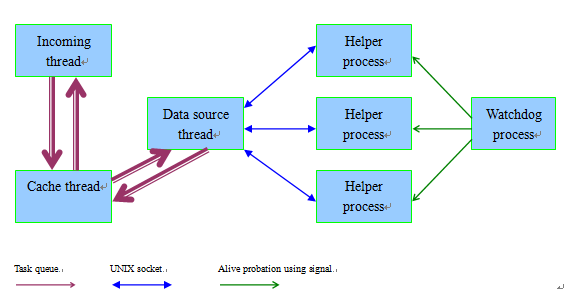 Incoming
thread
Helper
process
Data source
thread
Helper
process
Watchdog
process
Cache thread
Helper
process
Task queue.
UNIX socket.
Alive probation using signal.